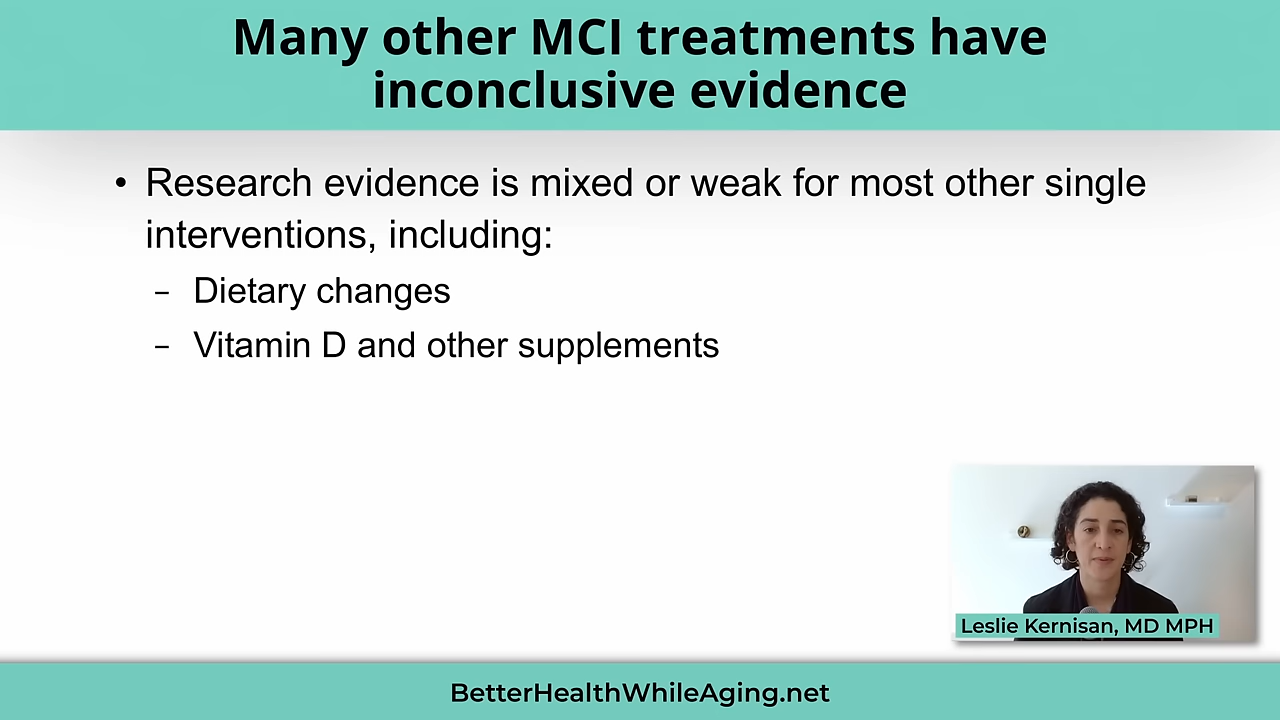 Many other MCI treatments have
inconclusive evidence
• Research evidence is mixed or weak for most other single
interventions, including:
– Dietary changes
– Vitamin D and other supplements
Leslie Kernisan, MD MPH
BetterHealthWhileAging.net